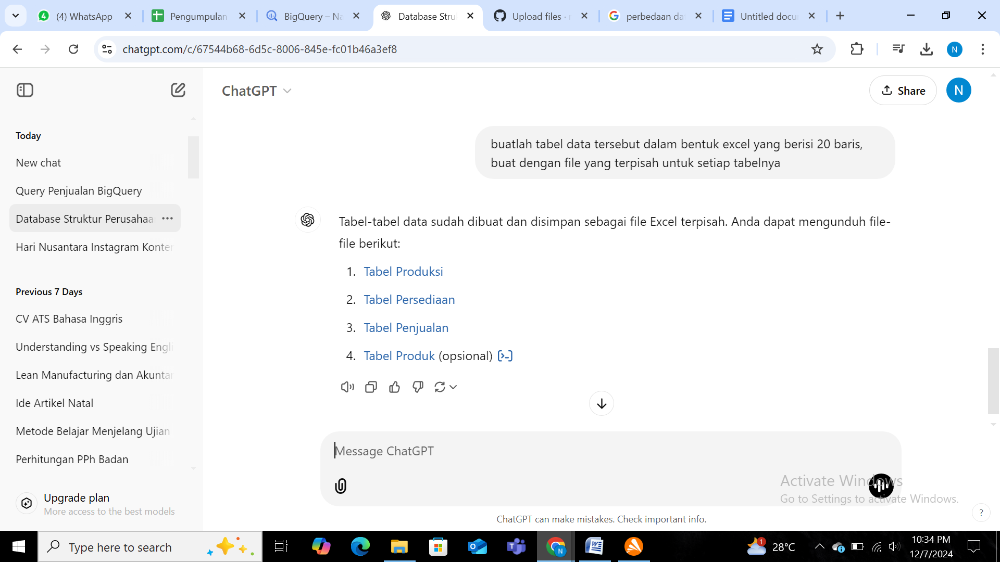 (4) WhatsApp
Pengumpulan
BigQuery – Na
Database Stru
Upload files ·
perbedaan da
Untitled docu
chatgpt.com/c/67544b68-6d5c-8006-845e-fc01b46a3ef8
N
ChatGPT
Share
N
Today
New chat
Query Penjualan BigQuery
Database Struktur Perusahaa
Hari Nusantara Instagram Konten
Previous 7 Days
CV ATS Bahasa Inggris
Understanding vs Speaking Engli
Lean Manufacturing dan Akuntan
Ide Artikel Natal
Metode Belajar Menjelang Ujian
Perhitungan PPh Badan
Upgrade plan
More access to the best models
buatlah tabel data tersebut dalam bentuk excel yang berisi 20 baris,
buat dengan file yang terpisah untuk setiap tabelnya
Tabel-tabel data sudah dibuat dan disimpan sebagai file Excel terpisah. Anda dapat mengunduh file-
file berikut:
1. Tabel Produksi
2. Tabel Persediaan
3. Tabel Penjualan
4. Tabel Produk (opsional)
Message ChatGPT
Activate Windows
Go to Settings to activate Windows.
ChatGPT can make mistakes. Check important info.
?
Type here to search
1
28°C
10:34 PM
12/7/2024